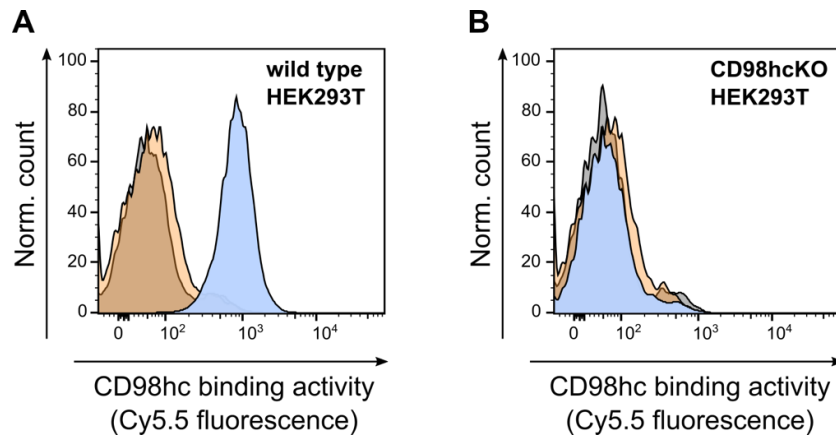 A
100
80
60
40
20
0
Norm. count
wild type
HEK293T
0 10² 10³ 10⁴
CD98hc binding activity
(Cy5.5 fluorescence)
B
100
80
60
40
20
0
Norm. count
CD98hcKO
HEK293T
0 10² 10³ 10⁴
CD98hc binding activity
(Cy5.5 fluorescence)